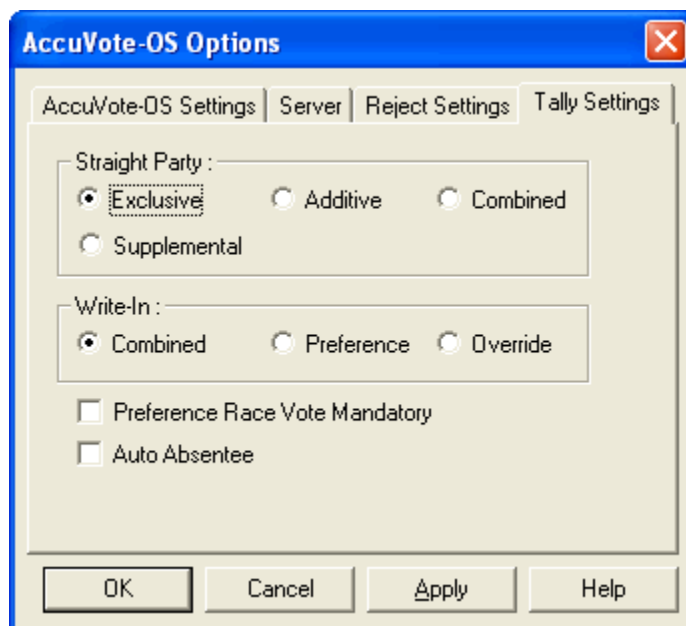 AccuVote-OS Options
AccuVote-OS Settings Server Reject Settings Tally Settings
Straight Party :
Exclusive Additive Combined
Supplemental
Write-In :
Combined Preference Override
Preference Race Vote Mandatory
Auto Absentee
OK Cancel Apply Help